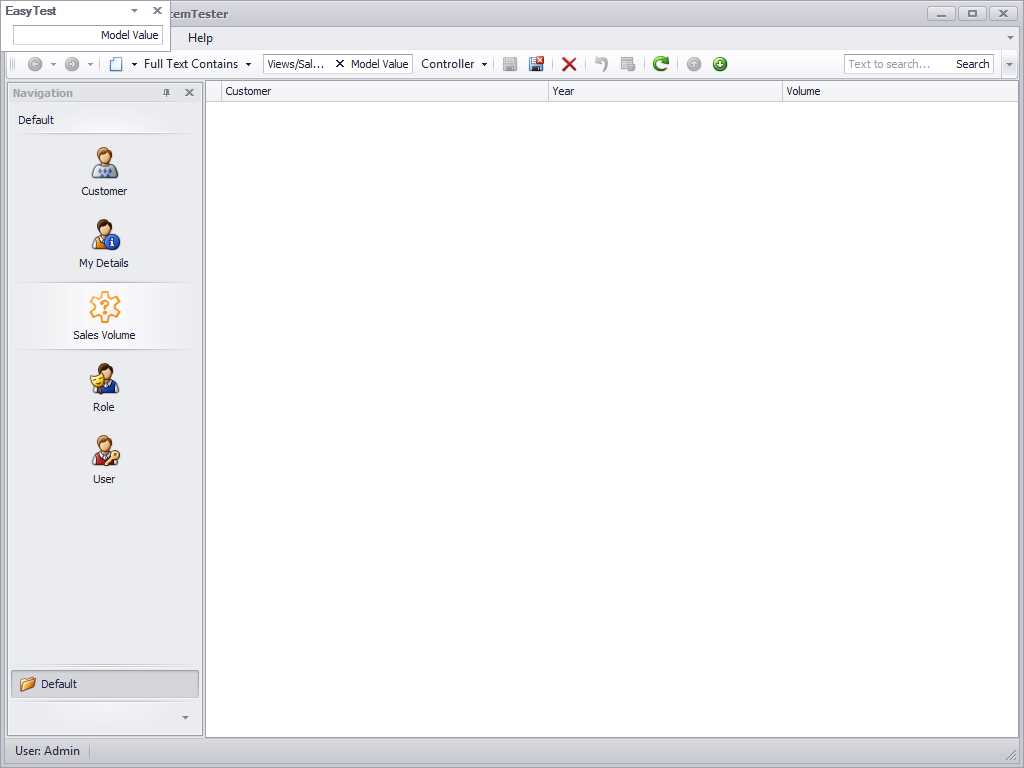 EasyTest
temTester
Model Value
Help
Full Text Contains
Views/Sal...
Model Value
Controller
Text to search...
Search
Navigation
Default
Customer
My Details
Sales Volume
Role
User
Default
Customer
Year
Volume
User: Admin